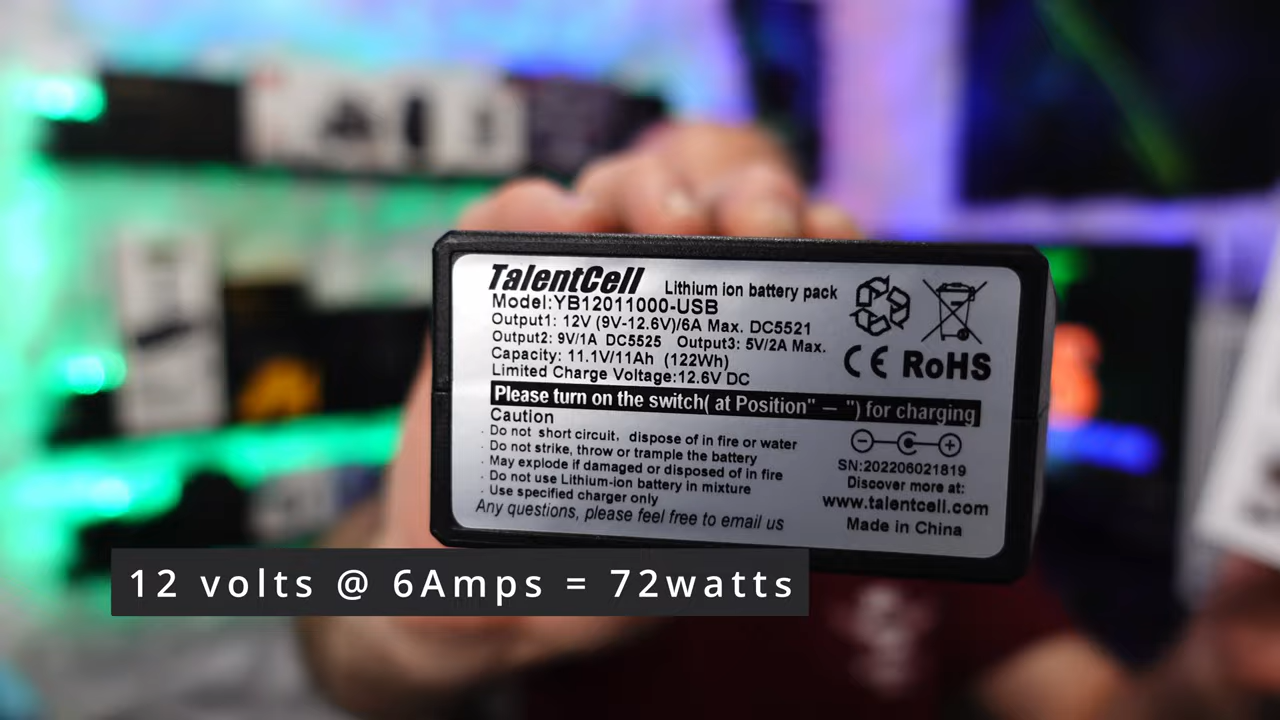 TalentCell Lithium ion battery pack
Model:YB12011000-USB
Output1: 12V (9V-12.6V)/6A Max. DC5521
Output2: 9V/1A DC5525 Output3: 5V/2A Max.
Capacity: 11.1V/11Ah (122Wh)
Limited Charge Voltage:12.6V DC
CE RoHS
Please turn on the switch( at Position" — ") for charging
Caution
· Do not short circuit, dispose of in fire or water
· Do not strike, throw or trample the battery
· May explode if damaged or disposed of in fire
· Do not use Lithium-ion battery in mixture
· Use specified charger only
Any questions, please feel free to email us
SN:202206021819
Discover more at:
www.talentcell.com
Made in China
12 volts @ 6Amps = 72watts